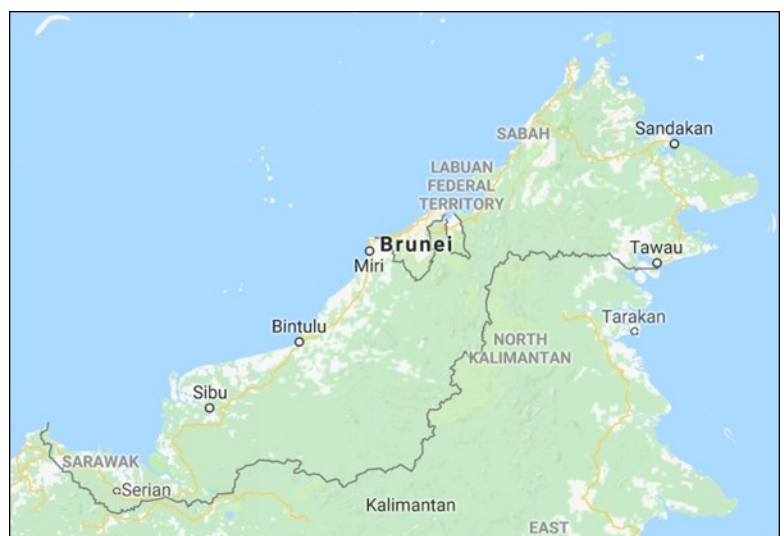 SABAH
Sandakan
LABUAN
FEDERAL
TERRITORY
Brunei
Miri
Tawau
Tarakan
Bintulu
NORTH
KALIMANTAN
Sibu
SARAWAK
Serian
Kalimantan
EAST